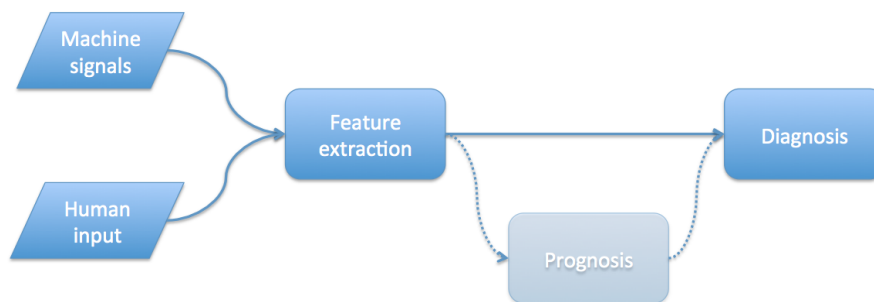 Machine
signals
Feature
extraction
Diagnosis
Human
input
Prognosis